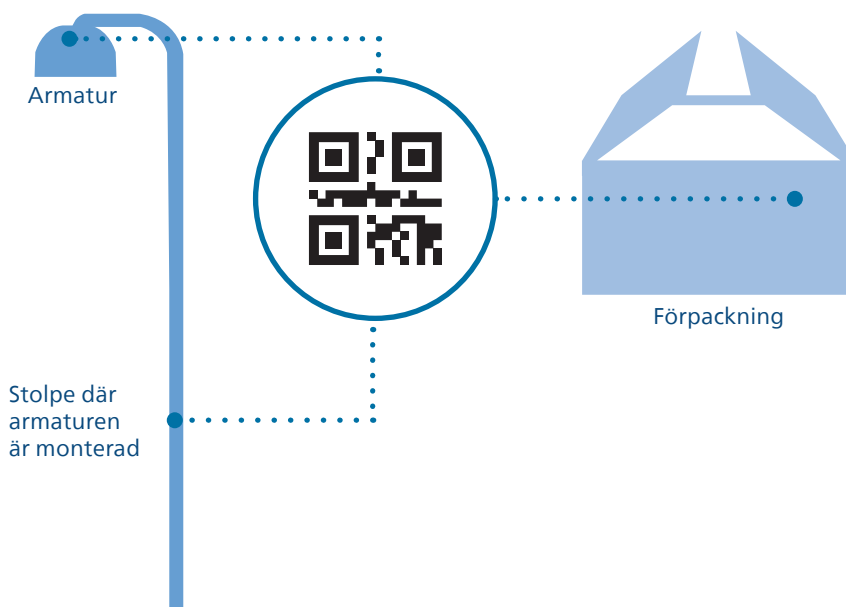 Armatur
Förpackning
Stolpe där
armaturen
är monterad